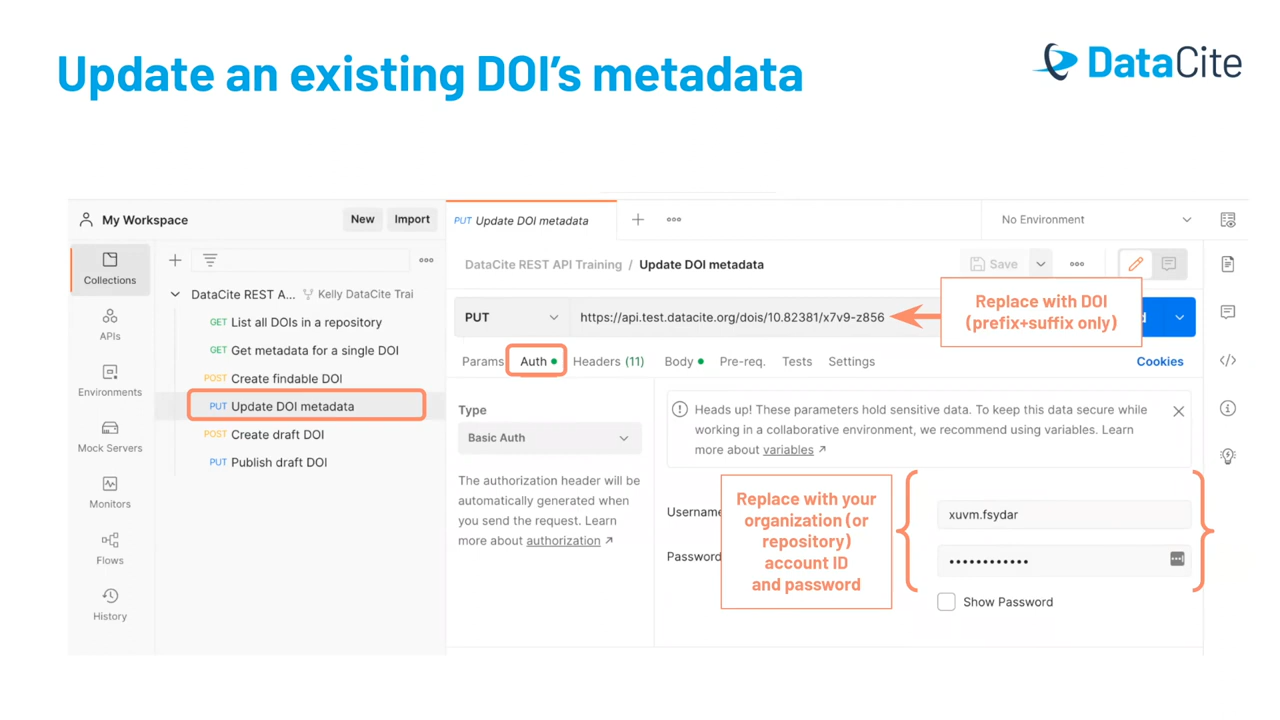 Update an existing DOI's metadata
DataCite
My Workspace
New
Import
PUT Update DOI metadata
No Environment
Collections
APIs
Environments
Mock Servers
Monitors
Flows
History
DataCite REST A...
Kelly DataCite Trai
GET List all DOIs in a repository
GET Get metadata for a single DOI
POST Create findable DOI
PUT Update DOI metadata
POST Create draft DOI
PUT Publish draft DOI
DataCite REST API Training / Update DOI metadata
Save
PUT
https://api.test.datacite.org/dois/10.82381/x7v9-z856
Replace with DOI
(prefix+suffix only)
Params
Auth
Headers (11)
Body
Pre-req.
Tests
Settings
Cookies
Type
Basic Auth
The authorization header will be
automatically generated when
you send the request. Learn
more about authorization ↗
Heads up! These parameters hold sensitive data. To keep this data secure while
working in a collaborative environment, we recommend using variables. Learn
more about variables ↗
Username
Password
Replace with your
organization (or
repository)
account ID
and password
xuvm.fsydar
••••••••••••
Show Password